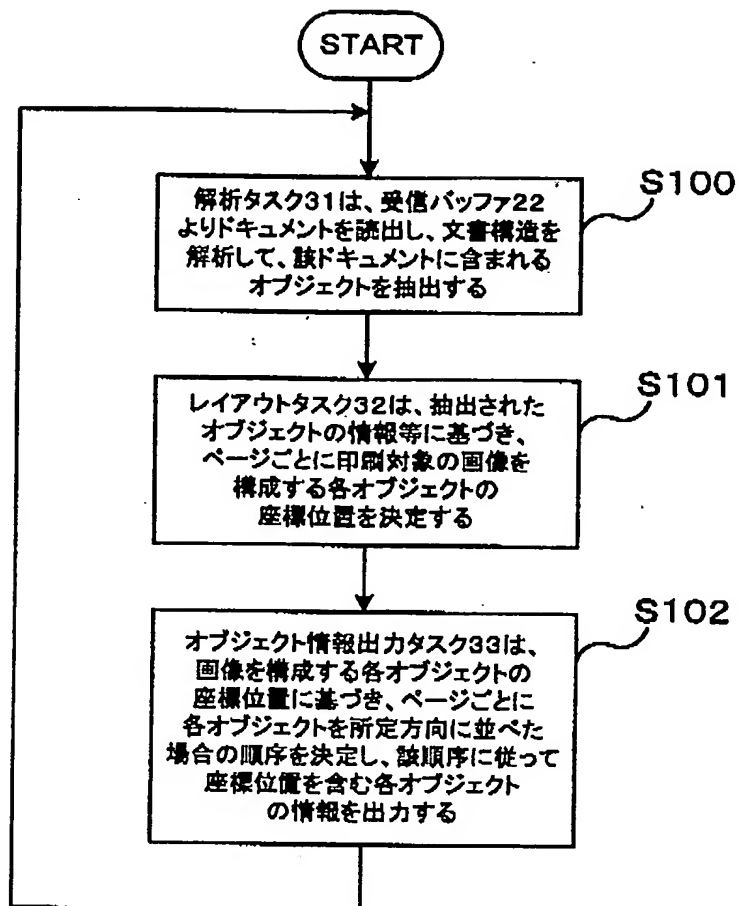 START
S100
解析タスク31は、受信バッファ22
よりドキュメントを読出し、文書構造を
解析して、該ドキュメントに含まれる
オブジェクトを抽出する
S101
レイアウトタスク32は、抽出された
オブジェクトの情報等に基づき、
ページごとに印刷対象の画像を
構成する各オブジェクトの
座標位置を決定する
S102
オブジェクト情報出力タスク33は、
画像を構成する各オブジェクトの
座標位置に基づき、ページごとに
各オブジェクトを所定方向に並べた
場合の順序を決定し、該順序に従って
座標位置を含む各オブジェクト
の情報を出力する